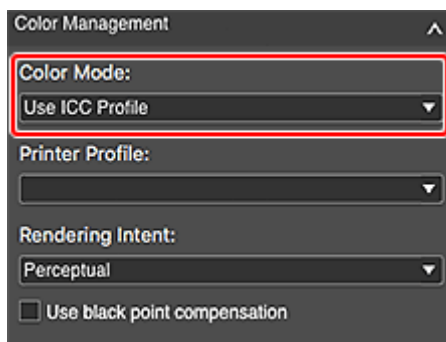 Color Management
Color Mode:
Use ICC Profile
Printer Profile:
Rendering Intent:
Perceptual
Use black point compensation